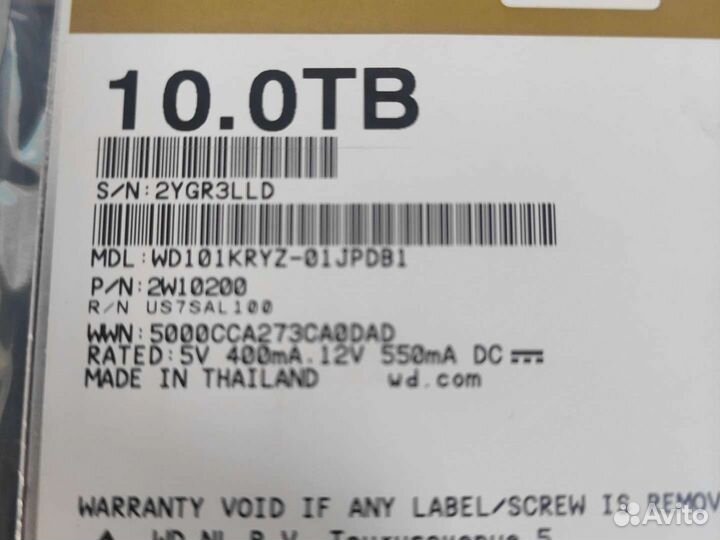 10.0TB
S/N:2YGR3LLD
MDL:WD101KRYZ-01JPDB1
P/N:2W10200
R/N US7SAL100
WWN:5000CCA273CA0DAD
RATED:5V 400mA.12V 550mA DC
MADE IN THAILAND wd.com
WARRANTY VOID IF ANY LABEL/SCREW IS REMOV
Avito